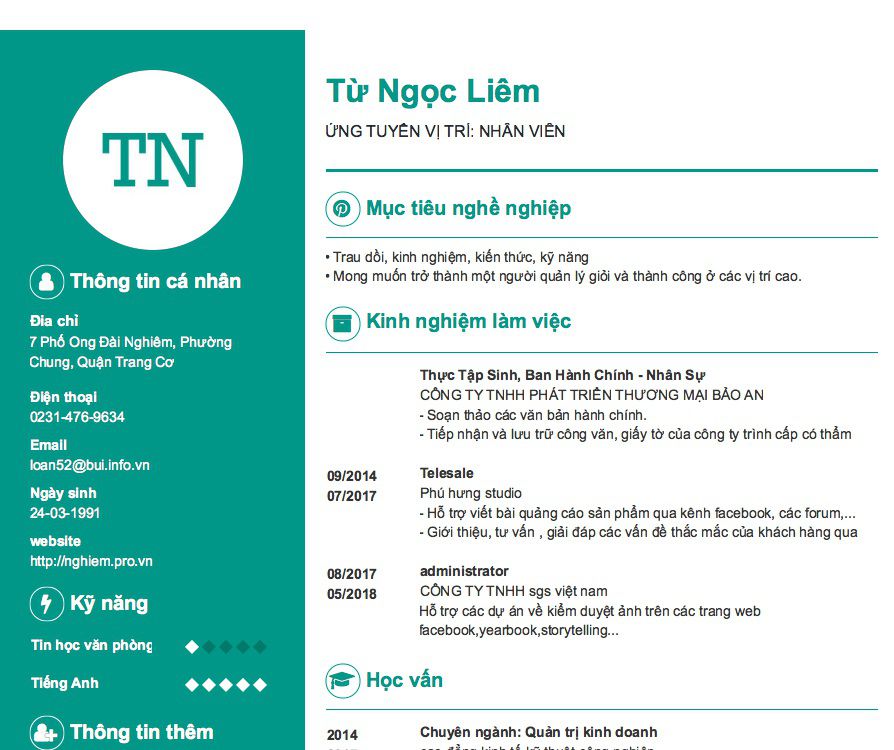 TN
Thông tin cá nhân
Địa chỉ
7 Phố Ong Đài Nghiêm, Phường
Chung, Quận Trang Cơ
Điện thoại
0231-476-9634
Email
loan52@bui.info.vn
Ngày sinh
24-03-1991
website
http://nghiem.pro.vn
Kỹ năng
Tin học văn phòng
Tiếng Anh
Thông tin thêm
Từ Ngọc Liêm
ỨNG TUYỂN VỊ TRÍ: NHÂN VIÊN
Mục tiêu nghề nghiệp
• Trau dồi, kinh nghiệm, kiến thức, kỹ năng
• Mong muốn trở thành một người quản lý giỏi và thành công ở các vị trí cao.
Kinh nghiệm làm việc
Thực Tập Sinh, Ban Hành Chính - Nhân Sự
CÔNG TY TNHH PHÁT TRIỂN THƯƠNG MẠI BẢO AN
- Soạn thảo các văn bản hành chính.
- Tiếp nhận và lưu trữ công văn, giấy tờ của công ty trình cấp có thẩm
09/2014
07/2017
Telesale
Phú hưng studio
- Hỗ trợ viết bài quảng cáo sản phẩm qua kênh facebook, các forum,...
- Giới thiệu, tư vấn , giải đáp các vấn đề thắc mắc của khách hàng qua
08/2017
05/2018
administrator
CÔNG TY TNHH sgs việt nam
Hỗ trợ các dự án về kiểm duyệt ảnh trên các trang web
facebook,yearbook,storytelling...
Học vấn
2014
Chuyên ngành: Quản trị kinh doanh
cao đẳng kinh tế kỹ thuật công nghiệp